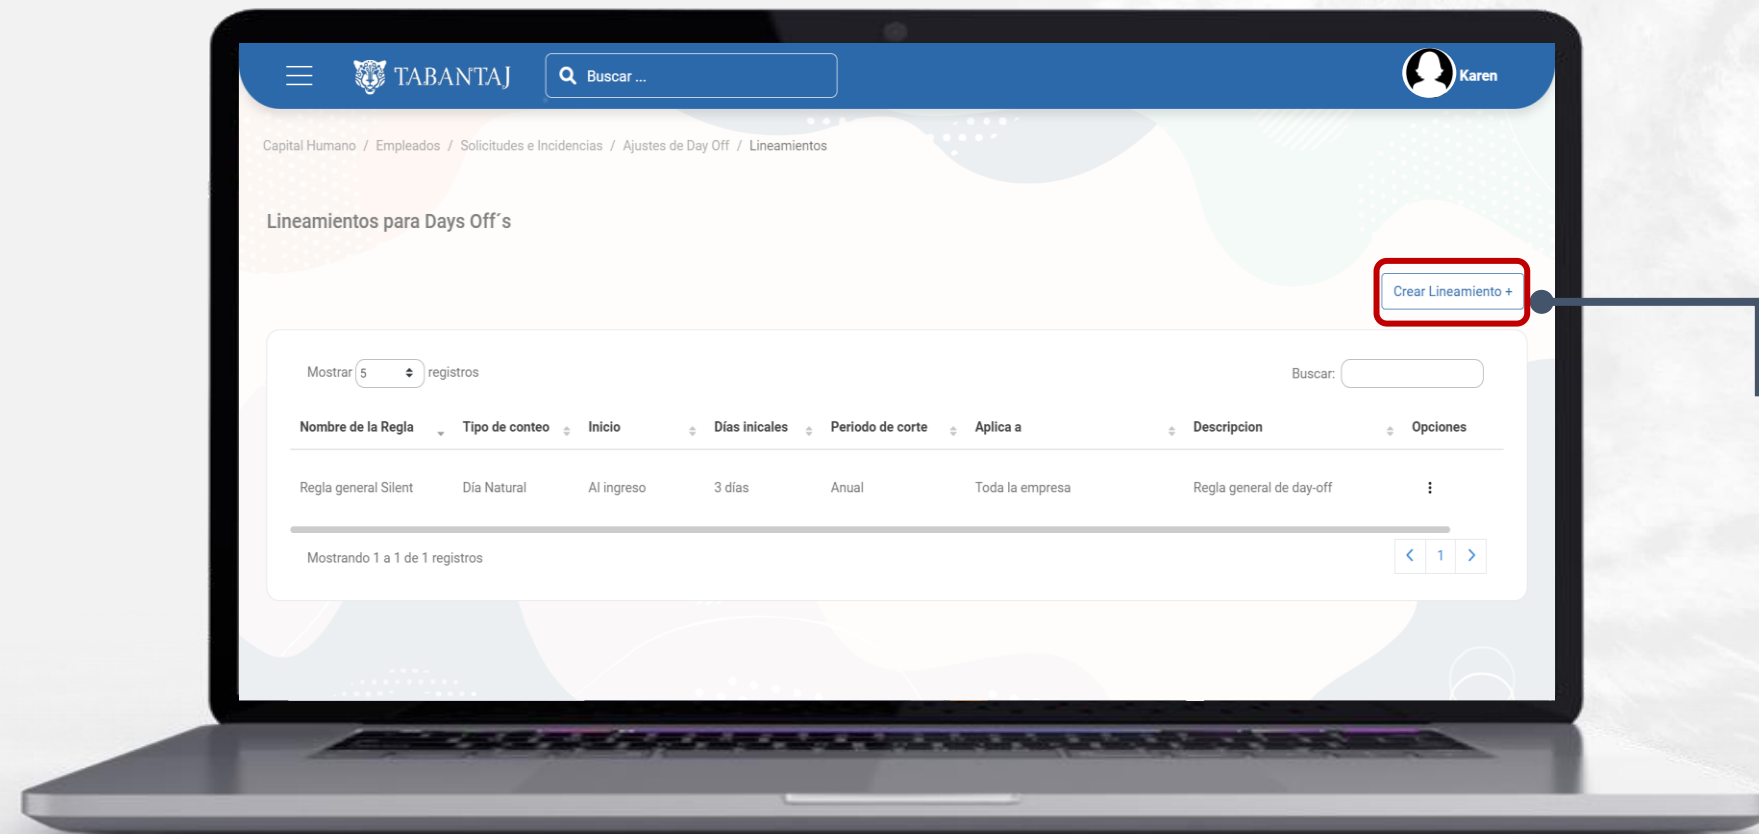 TABANTAJ
Buscar ...
Karen
Capital Humano / Empleados / Solicitudes e Incidencias / Ajustes de Day Off / Lineamientos
Lineamientos para Days Off´s
Crear Lineamiento +
Mostrar 5 registros
Buscar:
Nombre de la Regla Tipo de conteo Inicio Días inicales Periodo de corte Aplica a Descripcion Opciones
Regla general Silent Día Natural Al ingreso 3 días Anual Toda la empresa Regla general de day-off
Mostrando 1 a 1 de 1 registros
1